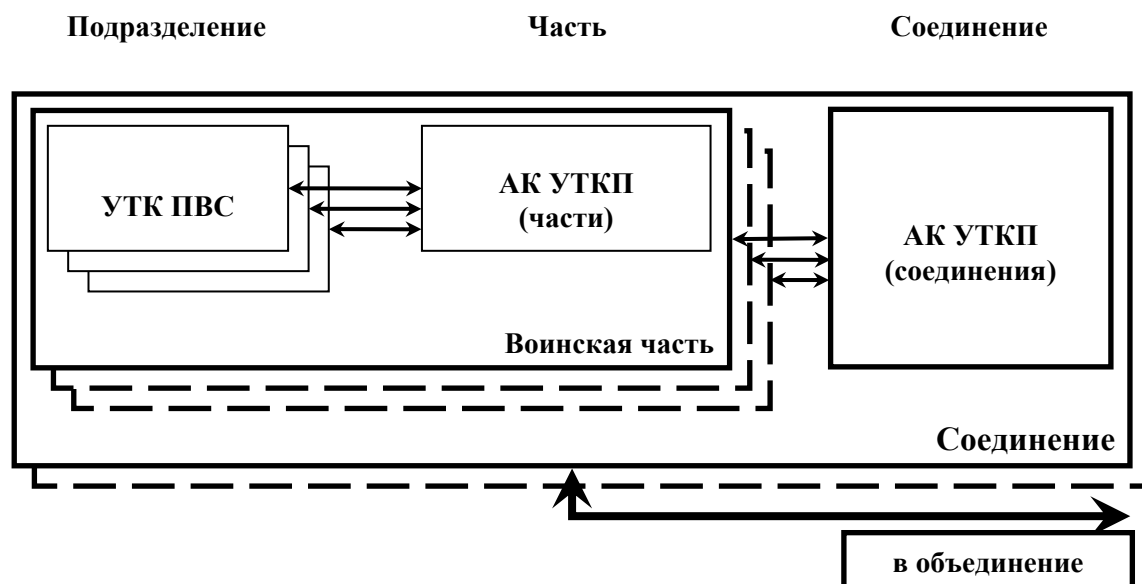 Подразделение
Часть
Соединение
УТК ПВС
АК УТКП
(части)
АК УТКП
(соединения)
Воинская часть
Соединение
в объединение